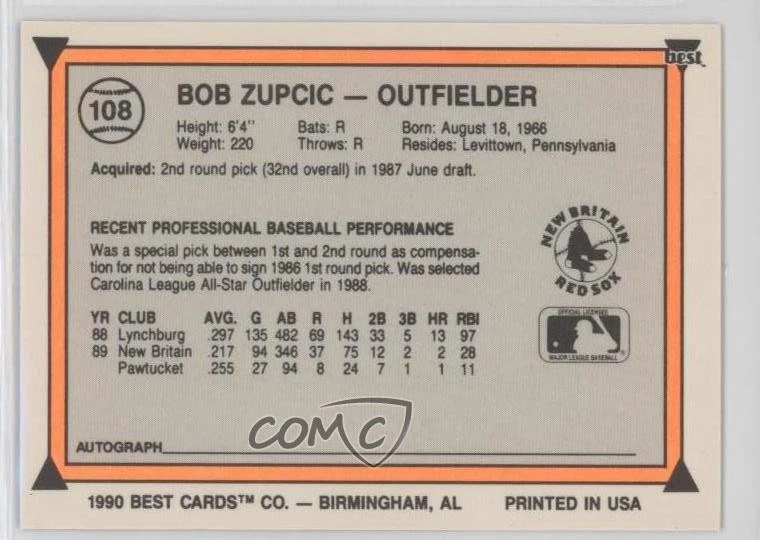 best
108
BOB ZUPCIC — OUTFIELDER
Height: 6'4" Bats: R Born: August 18, 1966
Weight: 220 Throws: R Resides: Levittown, Pennsylvania
Acquired: 2nd round pick (32nd overall) in 1987 June draft.
RECENT PROFESSIONAL BASEBALL PERFORMANCE
Was a special pick between 1st and 2nd round as compensa-
tion for not being able to sign 1986 1st round pick. Was selected
Carolina League All-Star Outfielder in 1988.
NEW BRITAIN
RED SOX
OFFICIAL LICENSEE
MAJOR LEAGUE BASEBALL
YR CLUB AVG. G AB R H 2B 3B HR RBI
88 Lynchburg .297 135 482 69 143 33 5 13 97
89 New Britain .217 94 346 37 75 12 2 2 28
Pawtucket .255 27 94 8 24 7 1 1 11
COMC
AUTOGRAPH
1990 BEST CARDS™ CO. — BIRMINGHAM, AL PRINTED IN USA